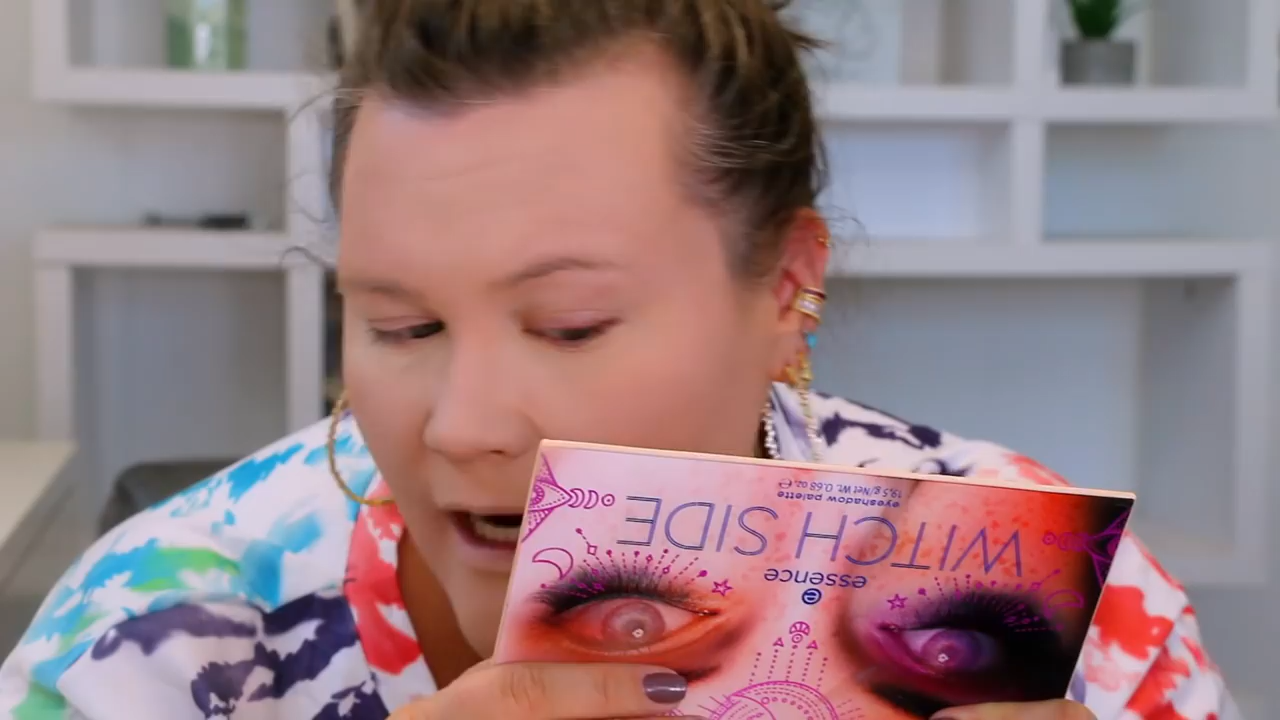 essence
WITCH SIDE
eyeshadow palette
19,5 g/Net Wt. 0.68 oz. ℮